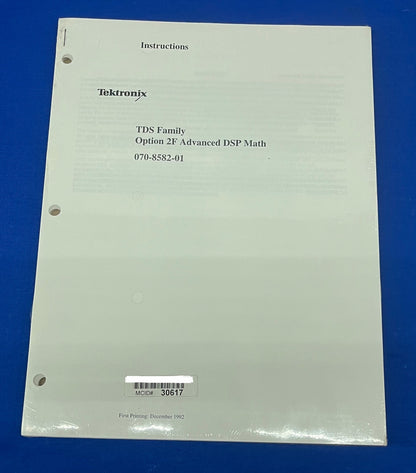 Instructions
Tektronix
TDS Family
Option 2F Advanced DSP Math
070-8582-01
MCID# 30617
First Printing: December 1992